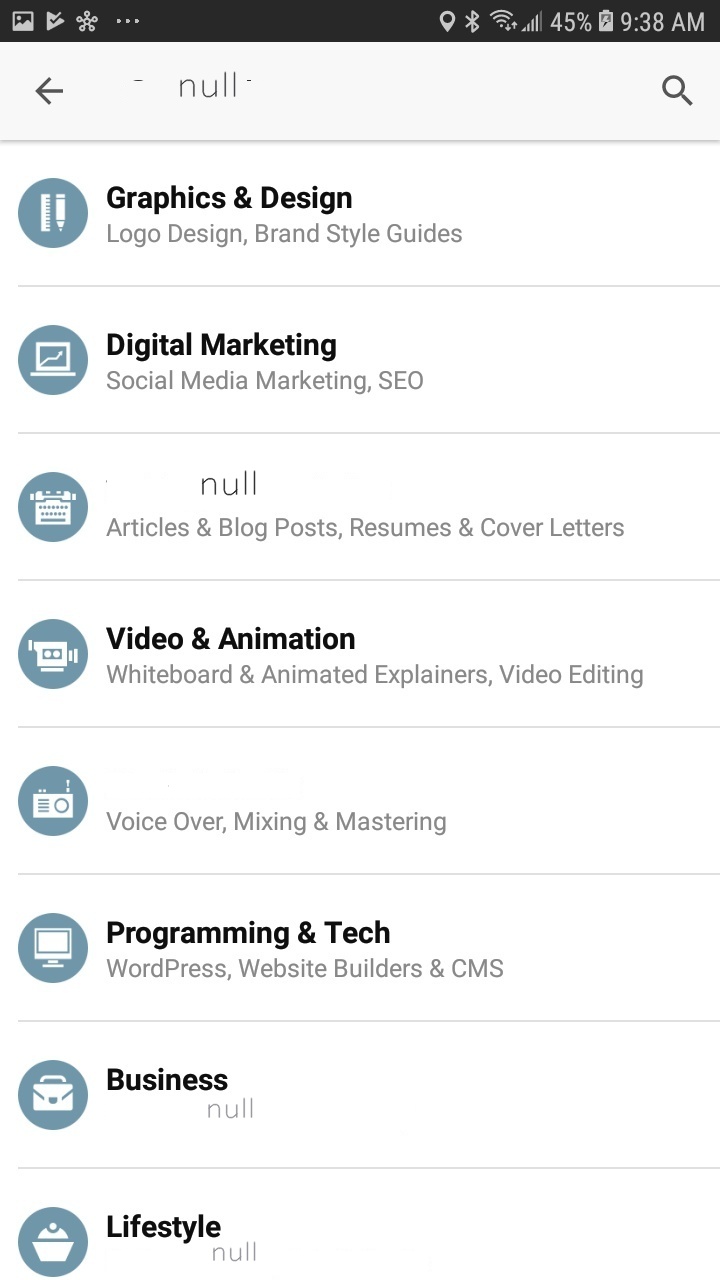 45% 9:38 AM
null
Graphics & Design
Logo Design, Brand Style Guides
Digital Marketing
Social Media Marketing, SEO
null
Articles & Blog Posts, Resumes & Cover Letters
Video & Animation
Whiteboard & Animated Explainers, Video Editing
Voice Over, Mixing & Mastering
Programming & Tech
WordPress, Website Builders & CMS
Business
null
Lifestyle
null